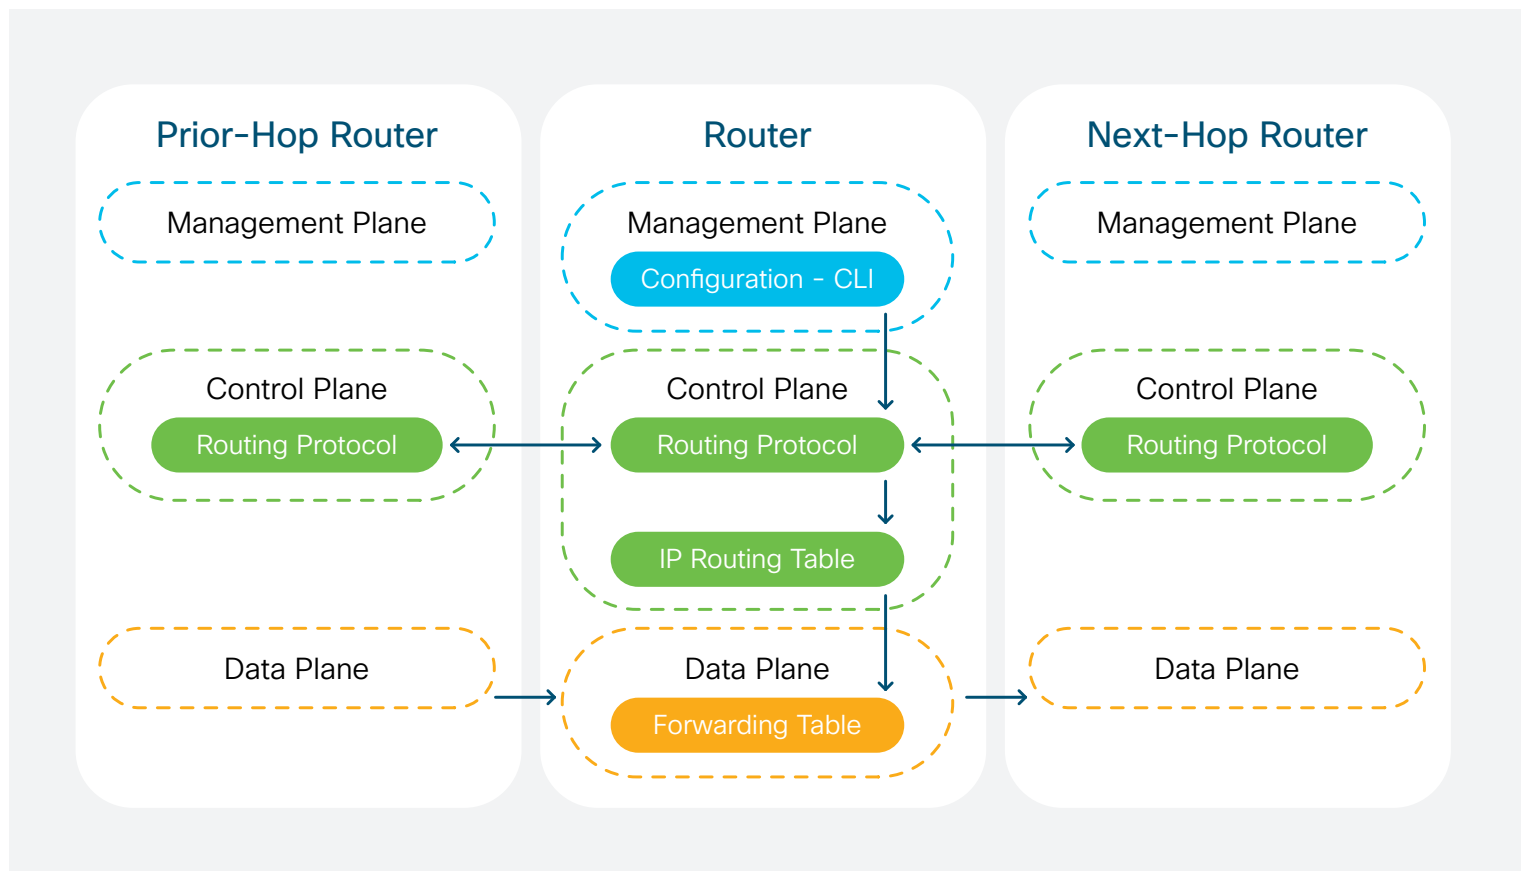 Prior-Hop Router
Management Plane
Control Plane
Routing Protocol
Data Plane
Router
Management Plane
Configuration - CLI
Control Plane
Routing Protocol
IP Routing Table
Data Plane
Forwarding Table
Next-Hop Router
Management Plane
Control Plane
Routing Protocol
Data Plane